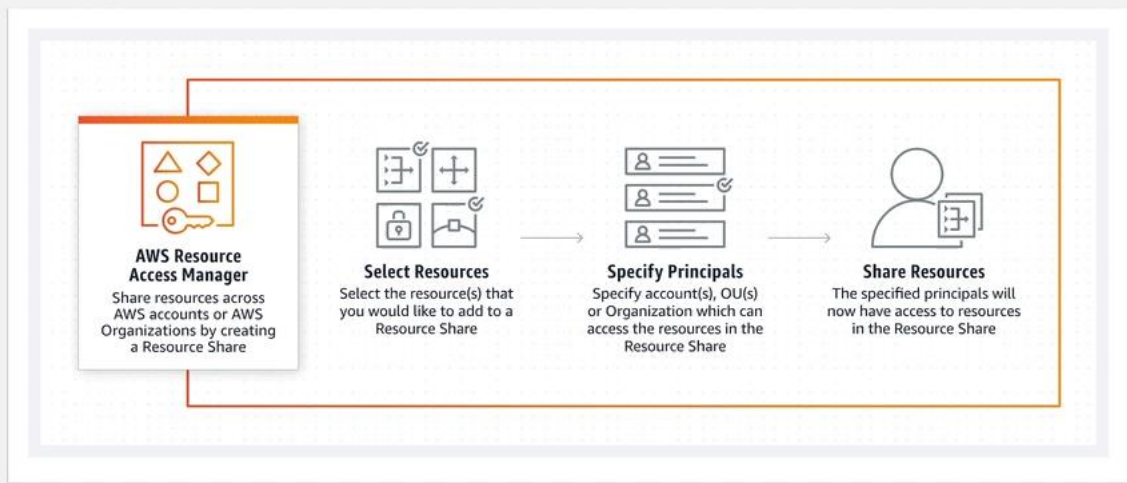 AWS Resource
Access Manager
Share resources across
AWS accounts or AWS
Organizations by creating
a Resource Share
Select Resources
Select the resource(s) that
you would like to add to a
Resource Share
Specify Principals
Specify account(s), OU(s)
or Organization which can
access the resources in the
Resource Share
Share Resources
The specified principals will
now have access to resources
in the Resource Share